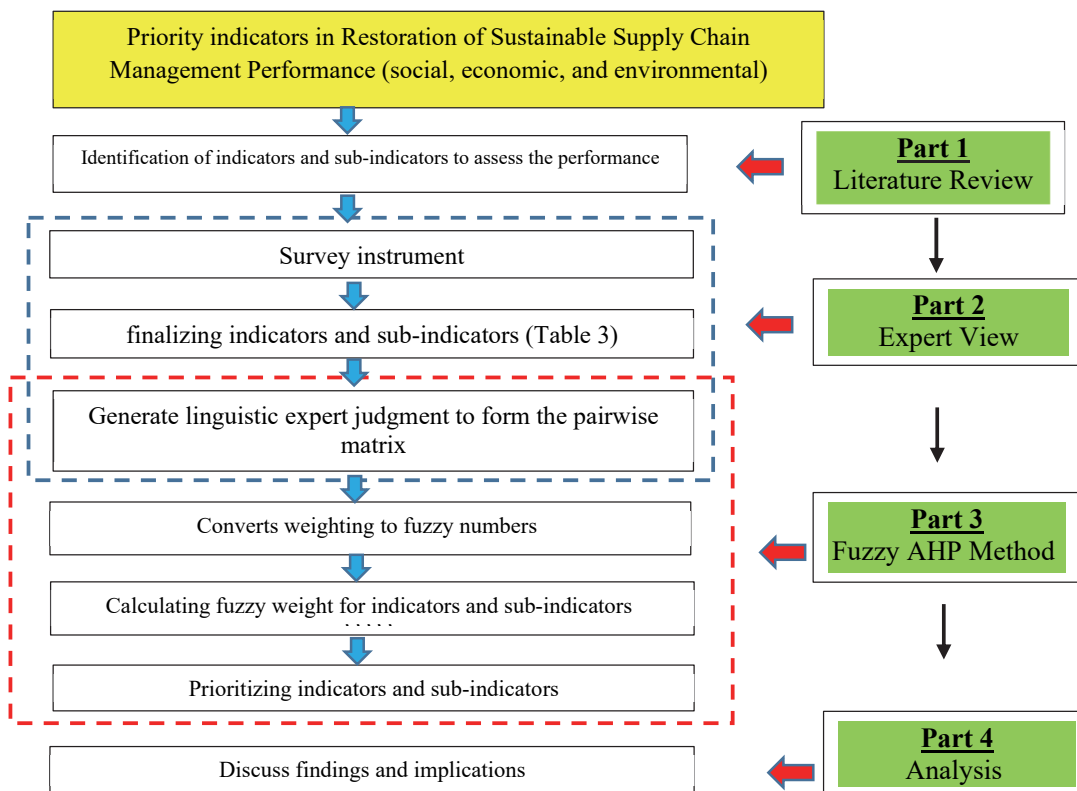 Priority indicators in Restoration of Sustainable Supply Chain
Management Performance (social, economic, and environmental)
Identification of indicators and sub-indicators to assess the performance
Part 1
Literature Review
Survey instrument
finalizing indicators and sub-indicators (Table 3)
Part 2
Expert View
Generate linguistic expert judgment to form the pairwise
matrix
Converts weighting to fuzzy numbers
Part 3
Fuzzy AHP Method
Calculating fuzzy weight for indicators and sub-indicators
. . . . .
Prioritizing indicators and sub-indicators
Part 4
Analysis
Discuss findings and implications